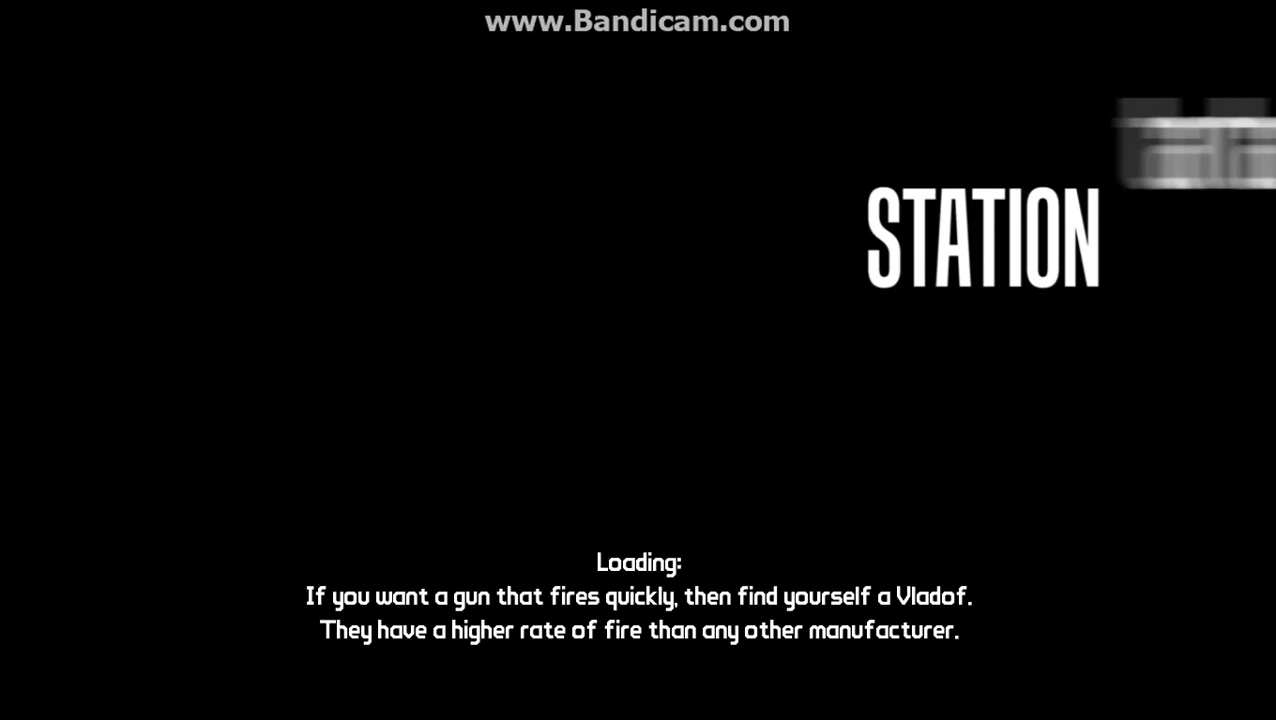 www.Bandicam.com
STATION
Loading:
If you want a gun that fires quickly, then find yourself a Vladof.
They have a higher rate of fire than any other manufacturer.